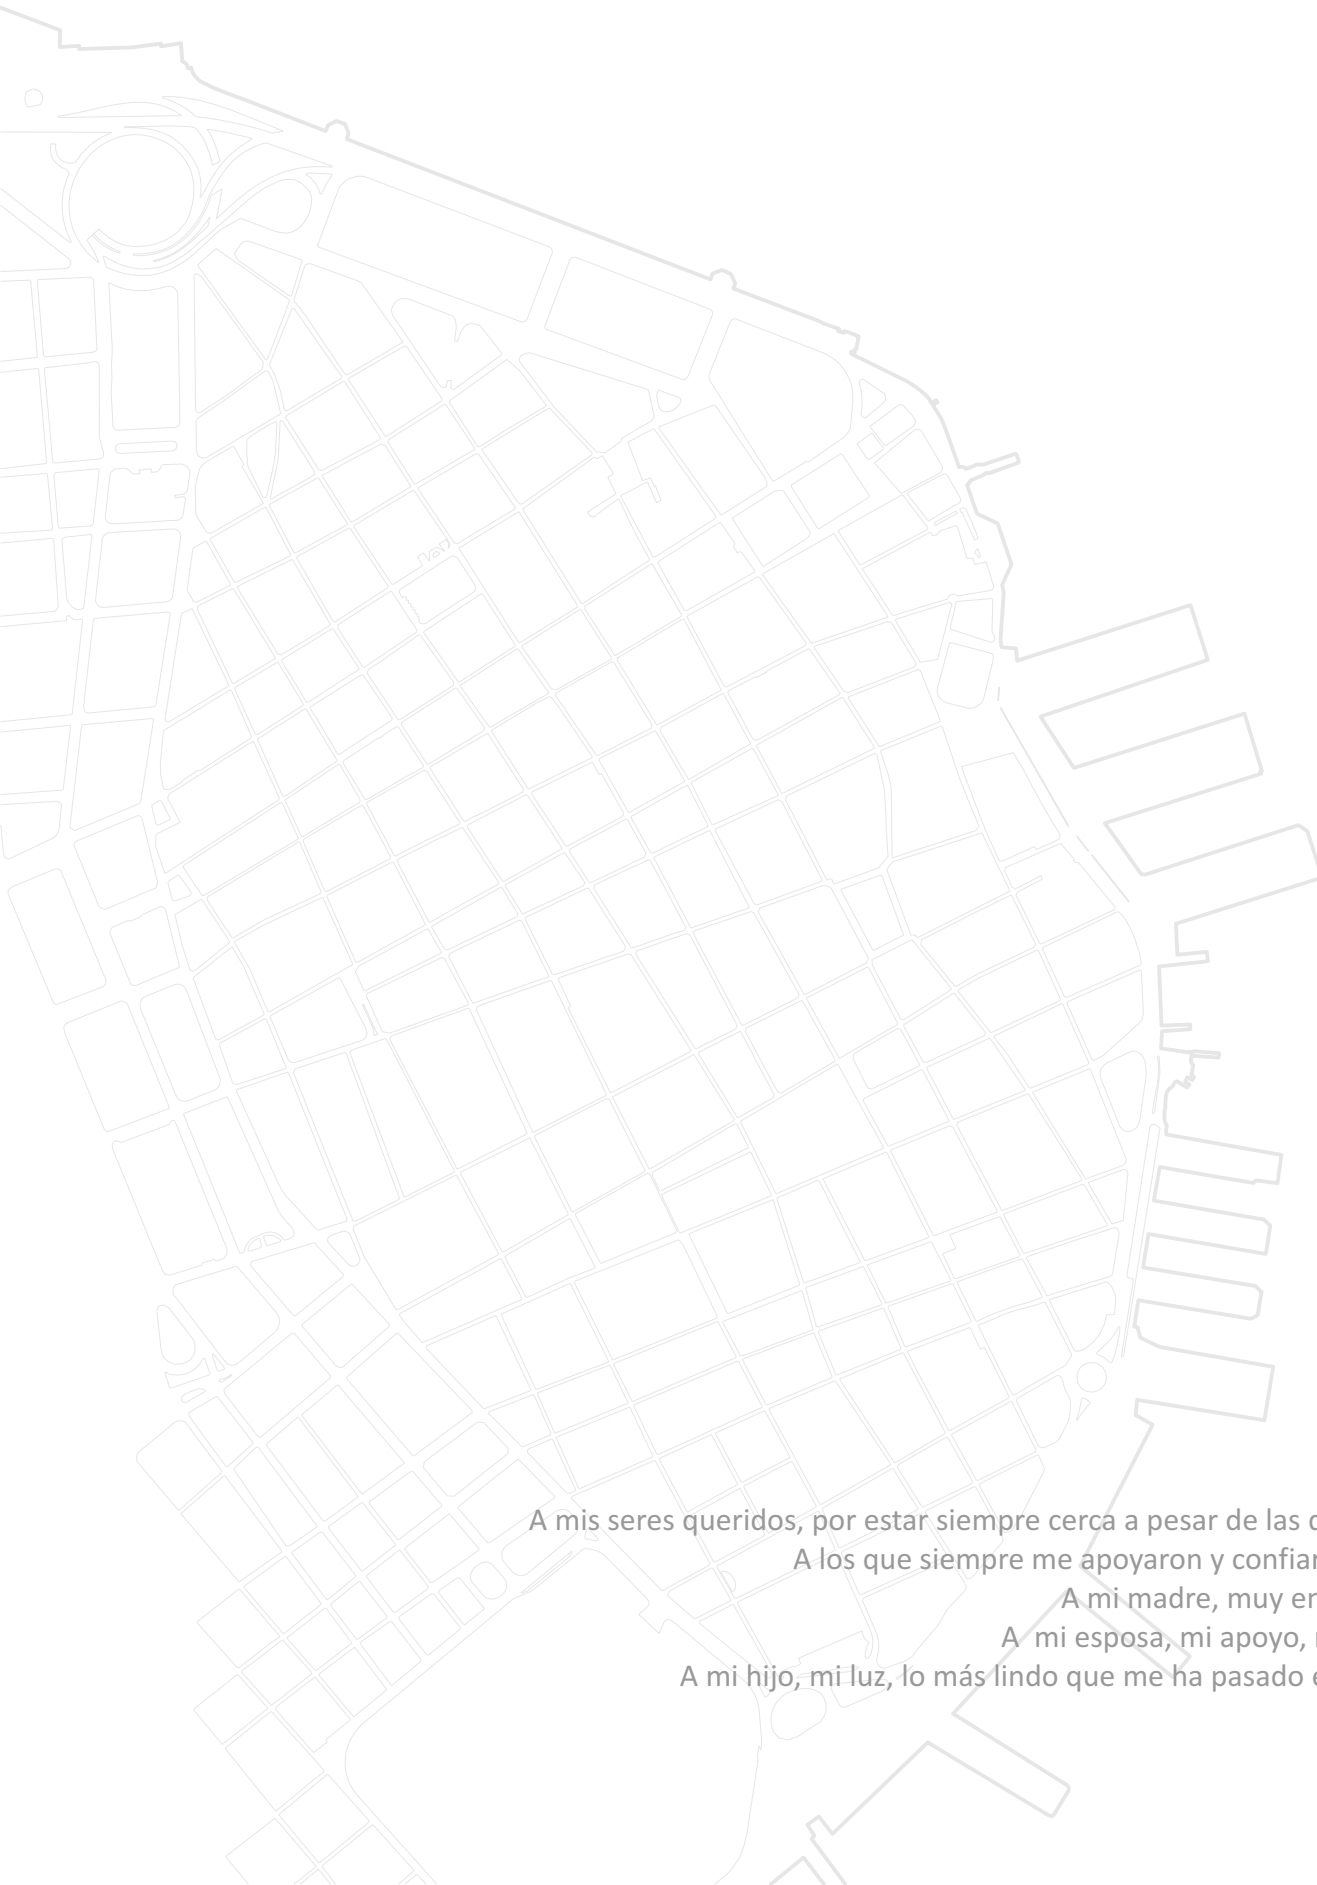 A mis seres queridos, por estar siempre cerca a pesar de las
A los que siempre me apoyaron y
A mi madre, muy
A mi esposa, mi apoyo,
A mi hijo, mi luz, lo más lindo que me ha pasado